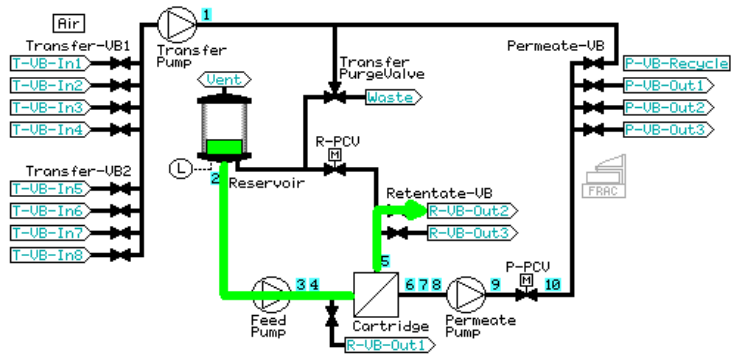 Air
1
Transfer-VB1
Transfer
Pump
Permeate-VB
T-VB-In1
T-VB-In2
T-VB-In3
T-VB-In4
Vent
Transfer
PurgeValve
Waste
P-VB-Recycle
P-VB-Out1
P-VB-Out2
P-VB-Out3
R-PCV
M
L
2
Reservoir
Transfer-VB2
T-VB-In5
T-VB-In6
T-VB-In7
T-VB-In8
Retentate-VB
R-VB-Out2
R-VB-Out3
FRAC
5
P-PCV
M
3 4
6 7 8
9
10
Feed
Pump
Cartridge
Permeate
Pump
R-VB-Out1